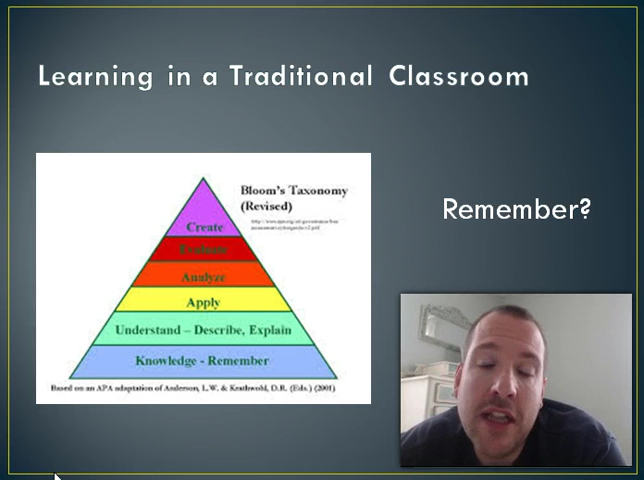 Learning in a Traditional Classroom
Bloom's Taxonomy
(Revised)
Remember?
Create
Evaluate
Analyze
Apply
Understand – Describe, Explain
Knowledge - Remember
Based on an APA adaptation of Anderson, L.W. & Krathwohl, D.R. (Eds.) (2001)